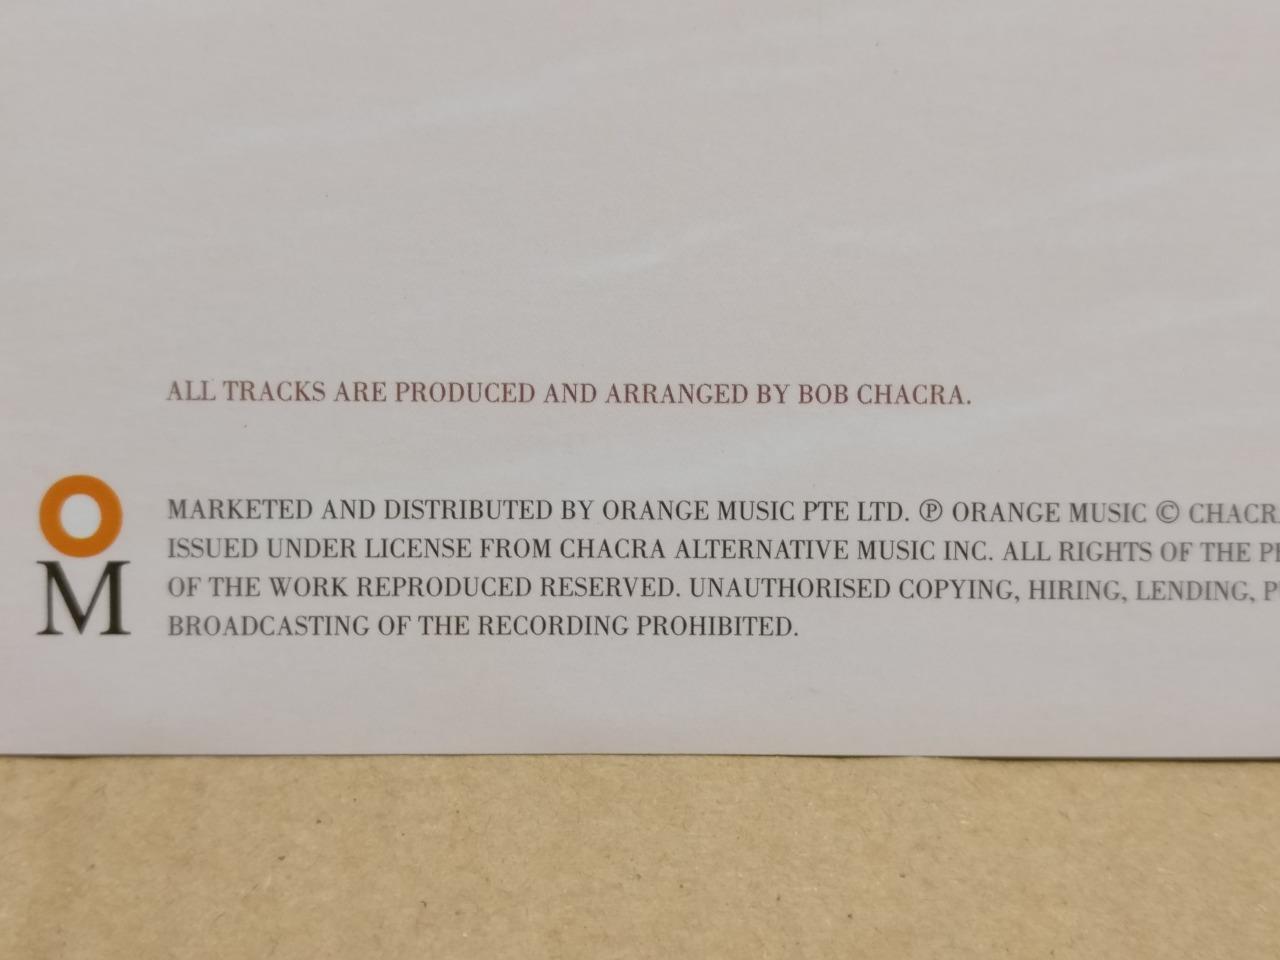 ALL TRACKS ARE PRODUCED AND ARRANGED BY BOB CHACRA.
O
M
MARKETED AND DISTRIBUTED BY ORANGE MUSIC PTE LTD. ℗ ORANGE MUSIC © CHACRA
ISSUED UNDER LICENSE FROM CHACRA ALTERNATIVE MUSIC INC. ALL RIGHTS OF THE
OF THE WORK REPRODUCED RESERVED. UNAUTHORISED COPYING, HIRING, LENDING,
BROADCASTING OF THE RECORDING PROHIBITED.